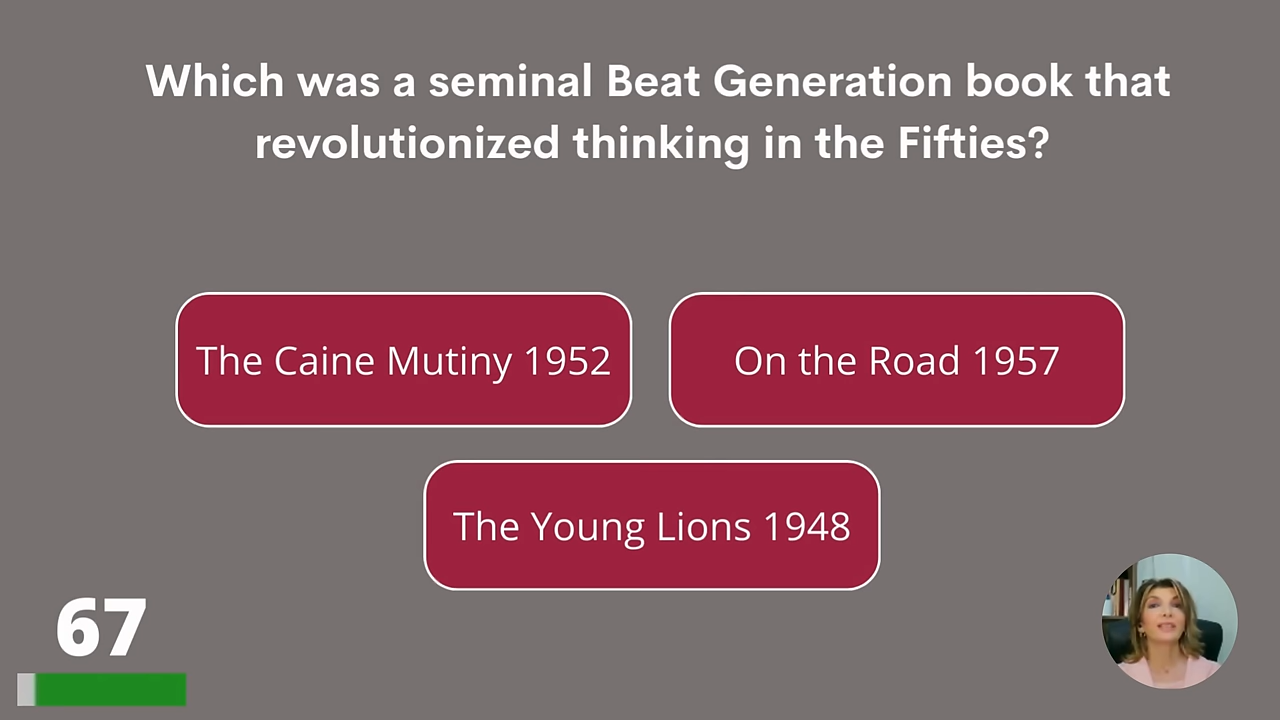 Which was a seminal Beat Generation book that
revolutionized thinking in the Fifties?
The Caine Mutiny 1952
On the Road 1957
The Young Lions 1948
67